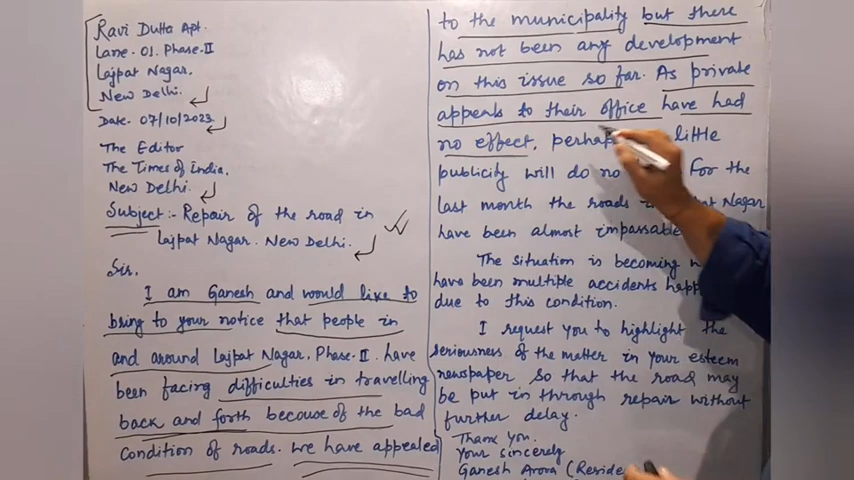 Ravi Dutta Apt.
Lane. 01. Phase-II
Lajpat Nagar.
New Delhi.
Date. 07/10/2023
The Editor
The Times of India.
New Delhi.
Subject:- Repair of the road in
Lajpat Nagar. New Delhi.
Sir.
I am Ganesh and would like to
bring to your notice that people in
and around Lajpat Nagar, Phase-II. have
been facing difficulties in travelling
back and forth because of the bad
condition of roads. we have appealed
to the municipality but there
has not been any development
on this issue so far. As private
appeals to their office have had
no effect, little
publicity will do For the
last month the roads Nagar
have been almost
The situation is becoming
have been multiple accidents
due to this condition.
I request you to highlight the
seriousness of the matter in your esteem
newspaper, so that the road may
be put in through repair without
further delay.
Thank you.
Your sincerely
Ganesh Arora